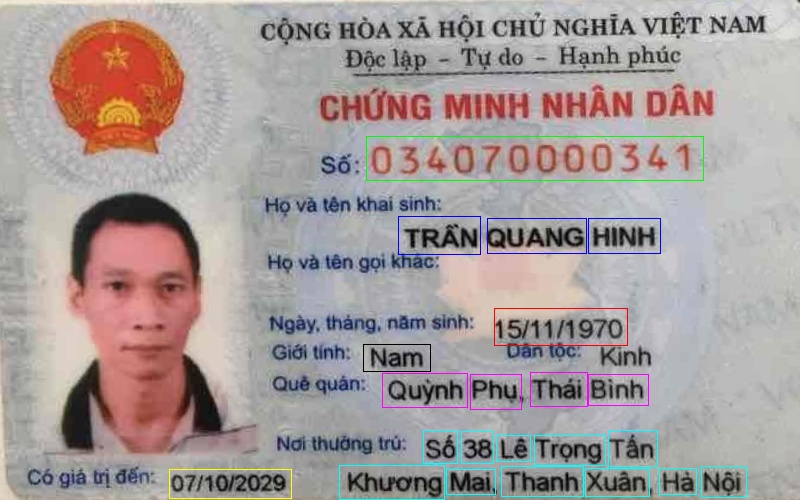 CỘNG HÒA XÃ HỘI CHỦ NGHĨA VIỆT NAM
Độc lập - Tự do - Hạnh phúc
CHỨNG MINH NHÂN DÂN
Số: 034070000341
Họ và tên khai sinh:
TRẦN QUANG HINH
Họ và tên gọi khác:
Ngày, tháng, năm sinh: 15/11/1970
Giới tính: Nam Dân tộc: Kinh
Quê quán: Quỳnh Phụ, Thái Bình
Nơi thường trú: Số 38 Lê Trọng Tấn
Khương Mai, Thanh Xuân, Hà Nội
Có giá trị đến: 07/10/2029